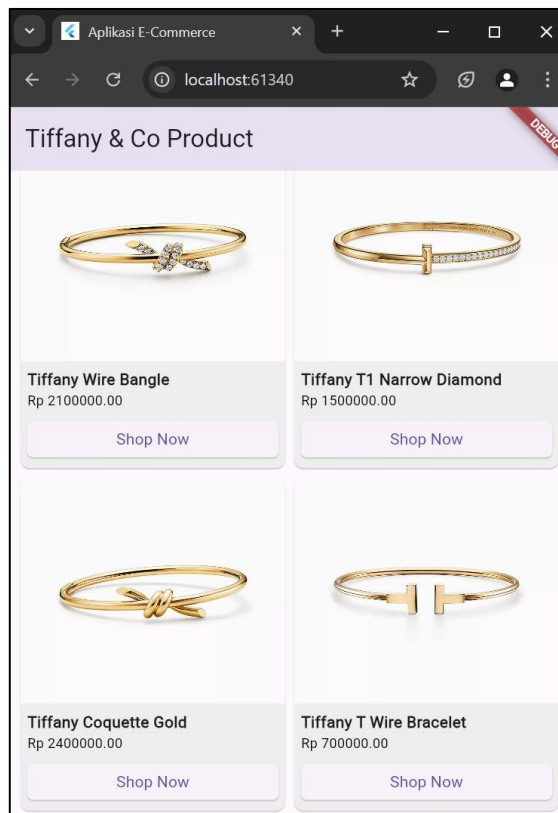 Aplikasi E-Commerce
localhost:61340
Tiffany & Co Product
DEBUG
Tiffany Wire Bangle
Rp 2100000.00
Shop Now
Tiffany T1 Narrow Diamond
Rp 1500000.00
Shop Now
Tiffany Coquette Gold
Rp 2400000.00
Shop Now
Tiffany T Wire Bracelet
Rp 700000.00
Shop Now